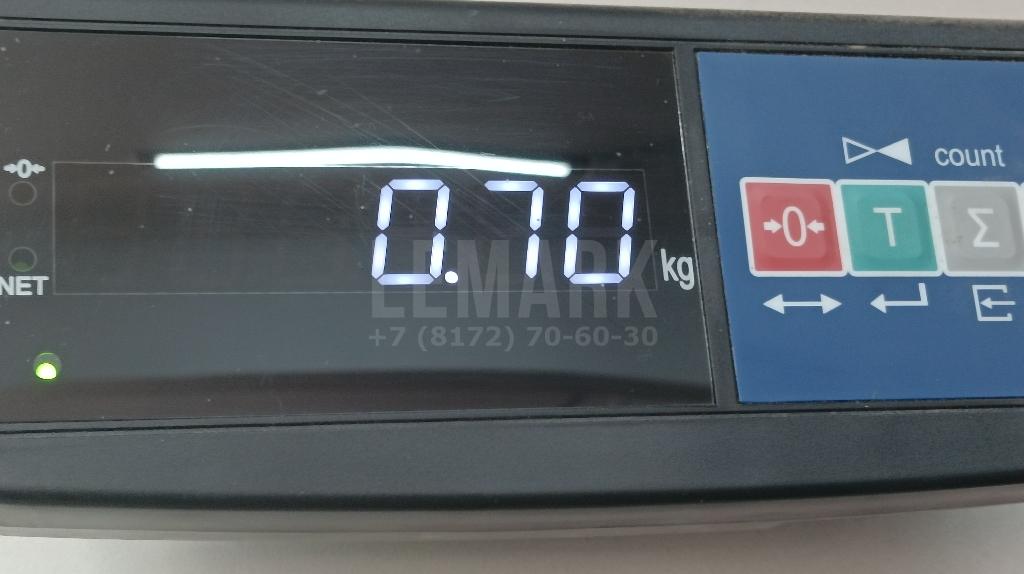 count
0
0 T Σ
0.70 kg
NET
LEMARK
+7 (8172) 70-60-30